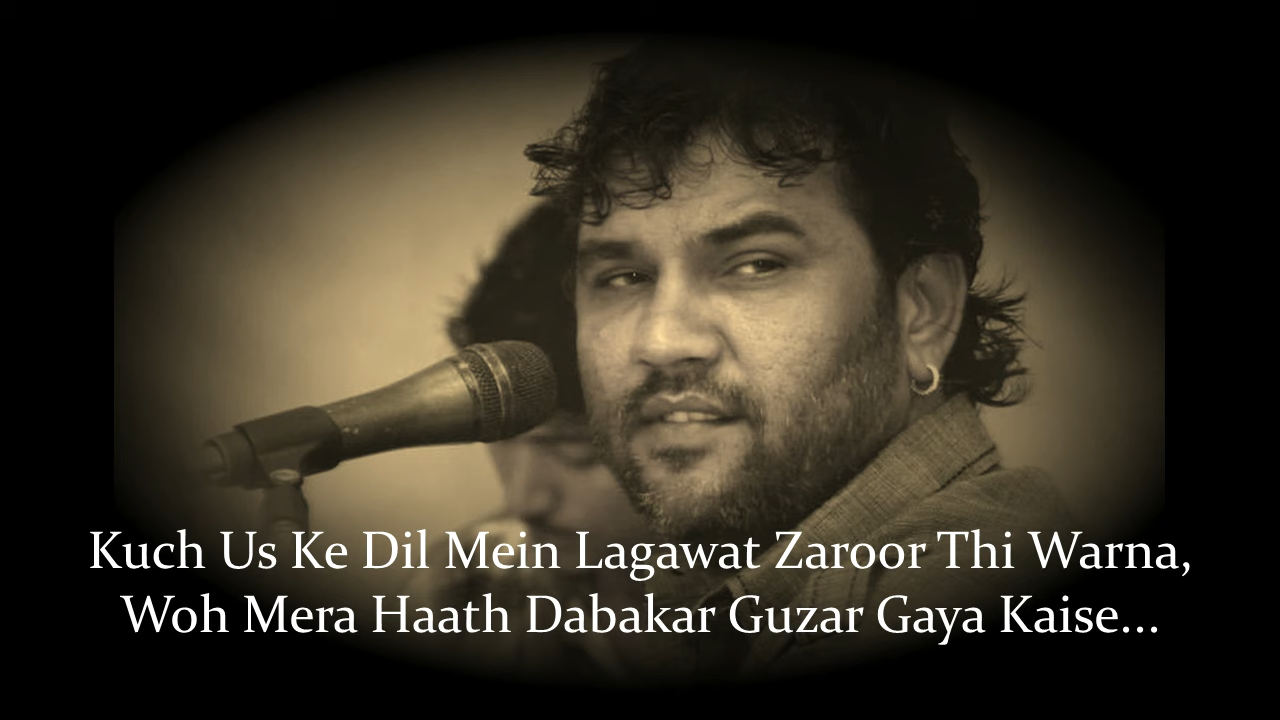 Kuch Us Ke Dil Mein Lagawat Zaroor Thi Warna,
Woh Mera Haath Dabakar Guzar Gaya Kaise...